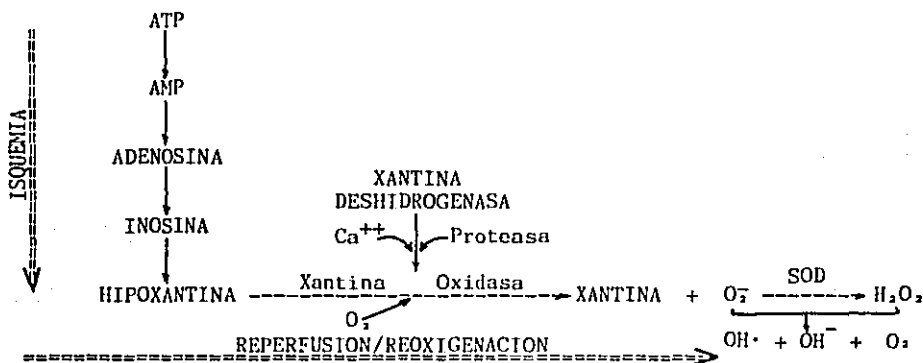 ATP
AMP
ADENOSINA
INOSINA
ISQUEMIA
XANTINA
DESHIDROGENASA
Ca++ Proteasa
HIPOXANTINA Xantina Oxidasa XANTINA + O₂⁻ SOD H₂O₂
O₂
OH· + OH⁻ + O₂
REPERFUSION/REOXIGENACION